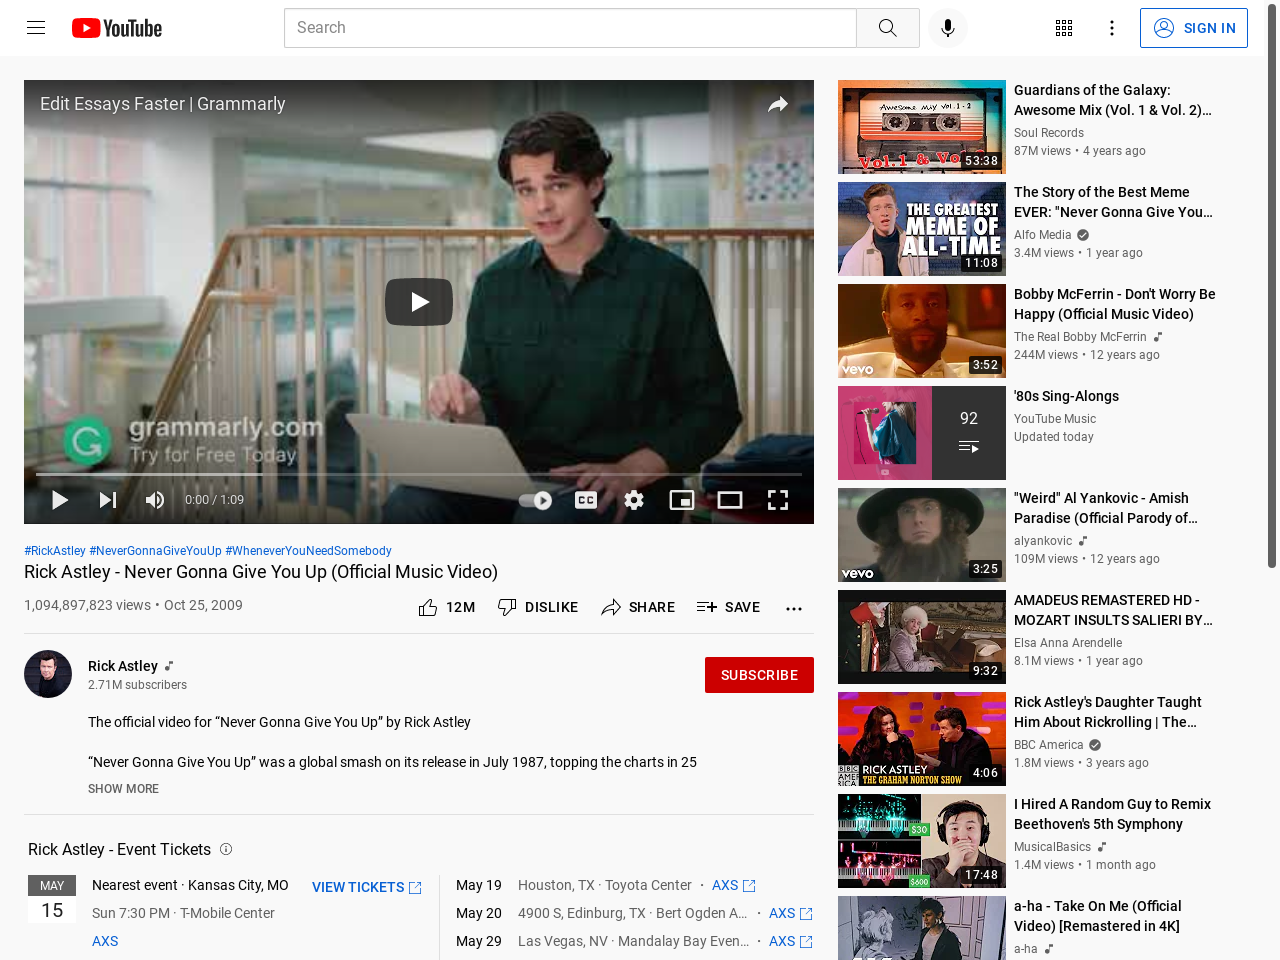 YouTube
Search
SIGN IN
Edit Essays Faster | Grammarly
grammarly.com
Try for Free Today
0:00 / 1:09
CC
#RickAstley #NeverGonnaGiveYouUp #WheneverYouNeedSomebody
Rick Astley - Never Gonna Give You Up (Official Music Video)
1,094,897,823 views • Oct 25, 2009
12M
DISLIKE
SHARE
SAVE
Rick Astley
2.71M subscribers
SUBSCRIBE
The official video for “Never Gonna Give You Up” by Rick Astley
“Never Gonna Give You Up” was a global smash on its release in July 1987, topping the charts in 25
SHOW MORE
Rick Astley - Event Tickets
MAY
15
Nearest event · Kansas City, MO
Sun 7:30 PM · T-Mobile Center
AXS
VIEW TICKETS
May 19 Houston, TX · Toyota Center · AXS
May 20 4900 S, Edinburg, TX · Bert Ogden A... · AXS
May 29 Las Vegas, NV · Mandalay Bay Even... · AXS
Awesome Mix Vol. 1 + 2
Vol. 1 & Vo
53:38
Guardians of the Galaxy:
Awesome Mix (Vol. 1 & Vol. 2)...
Soul Records
87M views • 4 years ago
THE GREATEST
MEME OF
ALL-TIME
11:08
The Story of the Best Meme
EVER: "Never Gonna Give You...
Alfo Media
3.4M views • 1 year ago
vevo
3:52
Bobby McFerrin - Don't Worry Be
Happy (Official Music Video)
The Real Bobby McFerrin
244M views • 12 years ago
92
'80s Sing-Alongs
YouTube Music
Updated today
vevo
3:25
"Weird" Al Yankovic - Amish
Paradise (Official Parody of...
alyankovic
109M views • 12 years ago
9:32
AMADEUS REMASTERED HD -
MOZART INSULTS SALIERI BY...
Elsa Anna Arendelle
8.1M views • 1 year ago
BBC
AMER
RICA
RICK ASTLEY
THE GRAHAM NORTON SHOW
4:06
Rick Astley's Daughter Taught
Him About Rickrolling | The...
BBC America
1.8M views • 3 years ago
$30
$600
17:48
I Hired A Random Guy to Remix
Beethoven's 5th Symphony
MusicalBasics
1.4M views • 1 month ago
a-ha - Take On Me (Official
Video) [Remastered in 4K]
a-ha